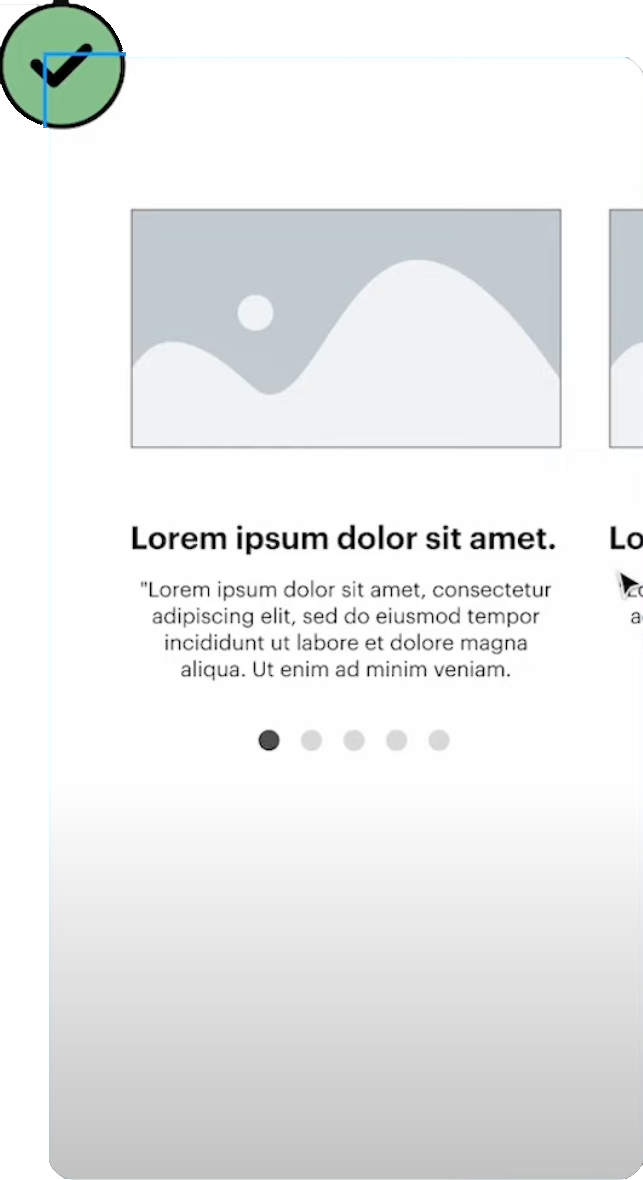 Lorem ipsum dolor sit amet.
"Lorem ipsum dolor sit amet, consectetur
adipiscing elit, sed do eiusmod tempor
incididunt ut labore et dolore magna
aliqua. Ut enim ad minim veniam.
Lo
a